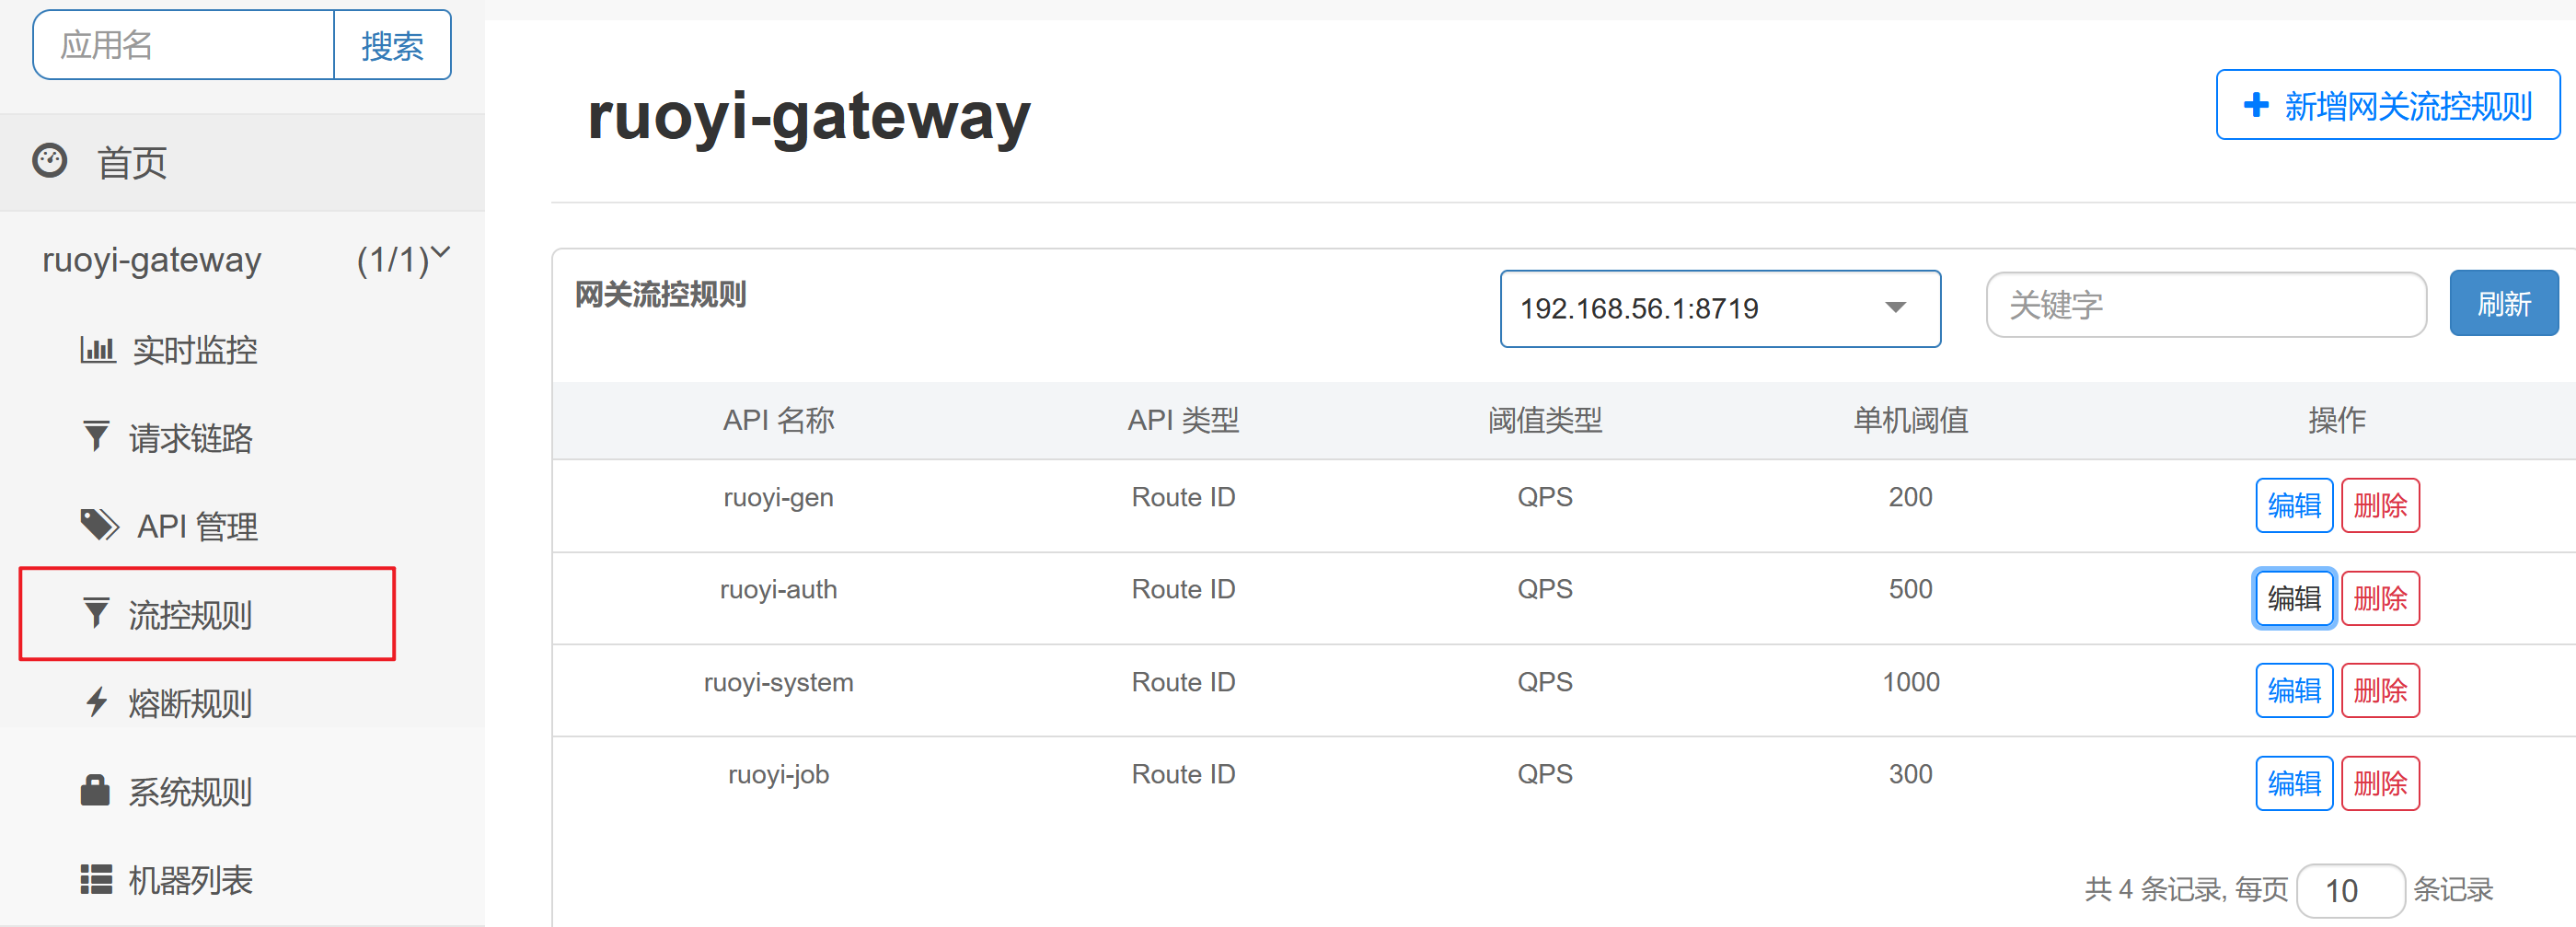 应用名 搜索
首页
ruoyi-gateway (1/1)
实时监控
请求链路
API 管理
流控规则
熔断规则
系统规则
机器列表
ruoyi-gateway
新增网关流控规则
网关流控规则 192.168.56.1:8719 关键字 刷新
API 名称 API 类型 阈值类型 单机阈值 操作
ruoyi-gen Route ID QPS 200 编辑 删除
ruoyi-auth Route ID QPS 500 编辑 删除
ruoyi-system Route ID QPS 1000 编辑 删除
ruoyi-job Route ID QPS 300 编辑 删除
共 4 条记录, 每页 10 条记录